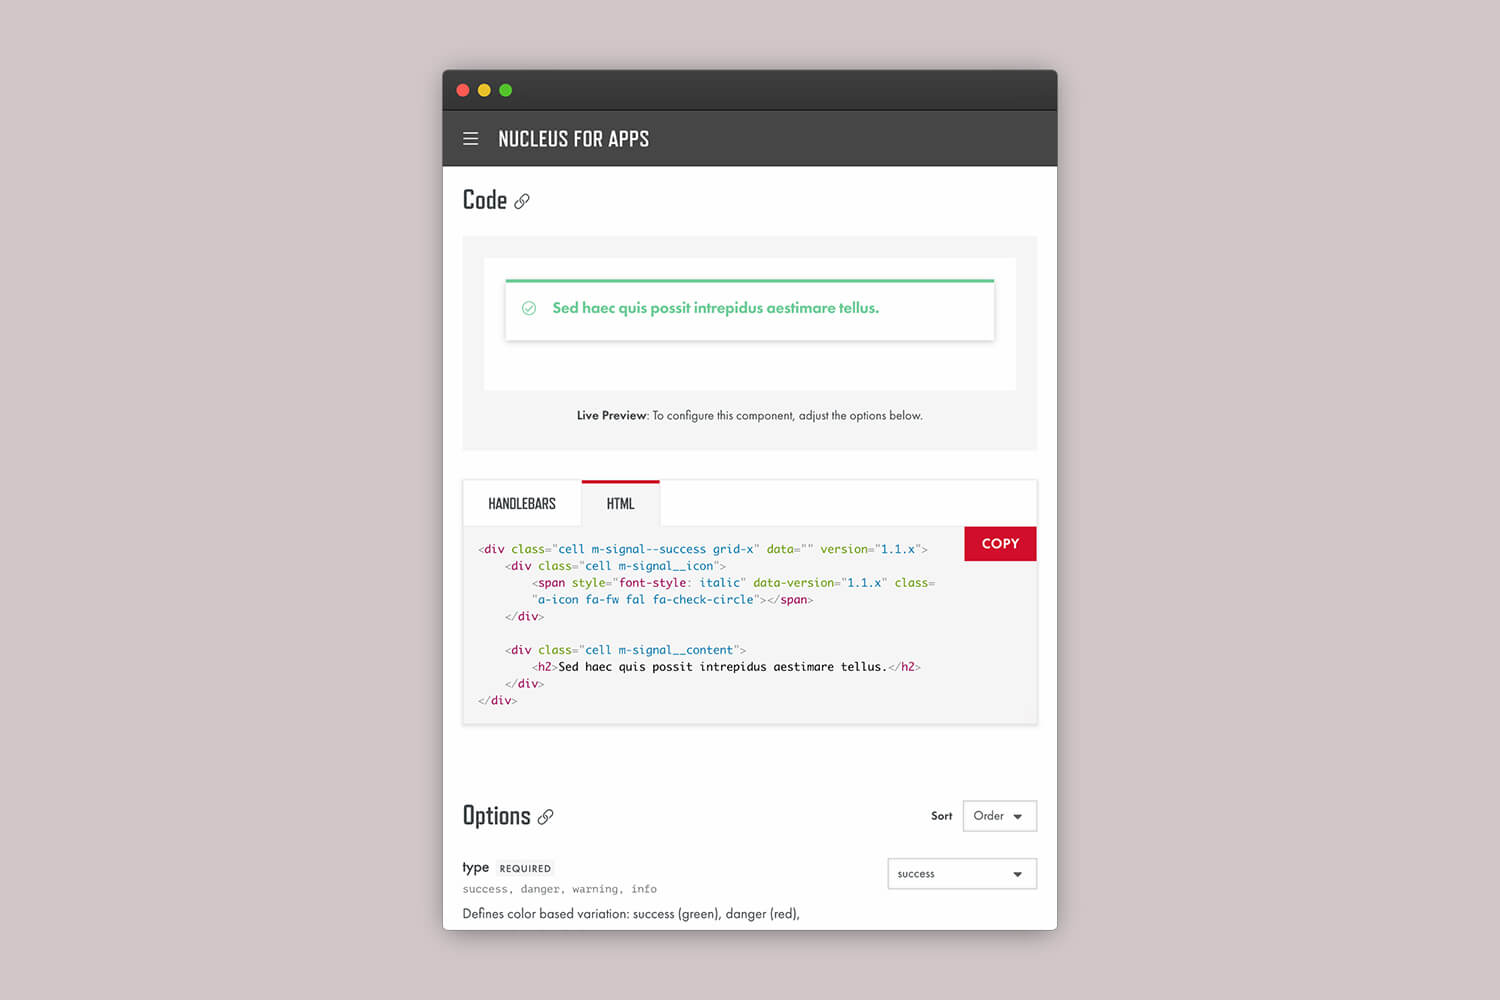 NUCLEUS FOR APPS
Code
Sed haec quis possit intrepidus aestimare tellus.
Live Preview: To configure this component, adjust the options below.
HANDLEBARS HTML
COPY
<div class="cell m-signal--success grid-x" data="" version="1.1.x">
<div class="cell m-signal__icon">
<span style="font-style: italic" data-version="1.1.x" class=
"a-icon fa-fw fal fa-check-circle"></span>
</div>
<div class="cell m-signal__content">
<h2>Sed haec quis possit intrepidus aestimare tellus.</h2>
</div>
</div>
Options
Sort Order
type REQUIRED
success
success, danger, warning, info
Defines color based variation: success (green), danger (red),